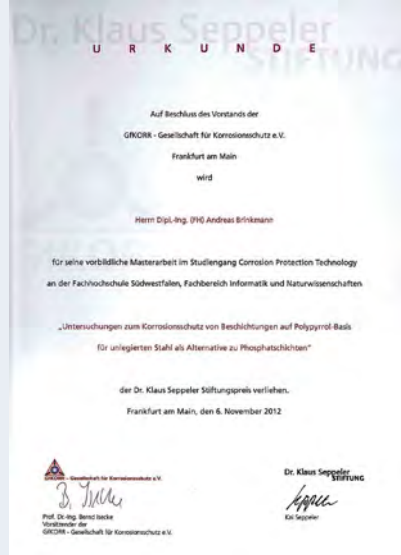 Dr. Klaus Seppeler
STIFTUNG
URKUNDE
Auf Beschluss des Vorstands der
GfKORR - Gesellschaft für Korrosionsschutz e.V.
Frankfurt am Main
wird
Herrn Dipl.-Ing. (FH) Andreas Brinkmann
für seine vorbildliche Masterarbeit im Studiengang Corrosion Protection Technology
an der Fachhochschule Südwestfalen, Fachbereich Informatik und Naturwissenschaften
„Untersuchungen zum Korrosionsschutz von Beschichtungen auf Polypyrrol-Basis
für unlegierten Stahl als Alternative zu Phosphatschichten"
der Dr. Klaus Seppeler Stiftungspreis verliehen.
Frankfurt am Main, den 6. November 2012
GfKORR - Gesellschaft für Korrosionsschutz e.V.
Prof. Dr.-Ing. Bernd Isecke
Vorsitzender der
GfKORR - Gesellschaft für Korrosionsschutz e.V.
Dr. Klaus Seppeler
STIFTUNG
Kai Seppeler